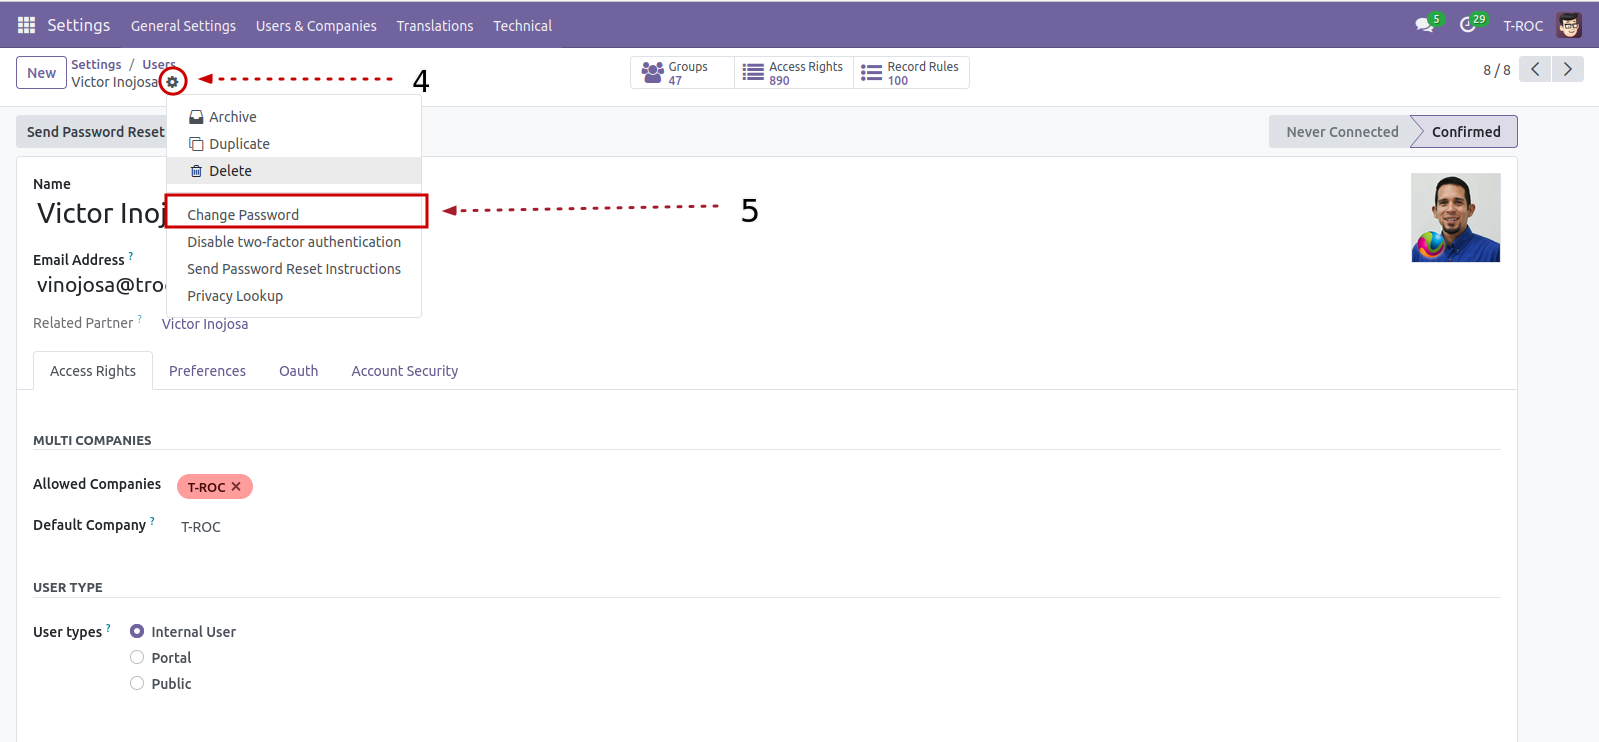 Settings General Settings Users & Companies Translations Technical 5 29 T-ROC
New Settings / Users
Victor Inojosa
4
Groups 47
Access Rights 890
Record Rules 100
8 / 8
Send Password Reset
Never Connected Confirmed
Archive
Duplicate
Delete
Change Password
5
Disable two-factor authentication
Send Password Reset Instructions
Privacy Lookup
Name
Victor Inoj
Email Address ?
vinojosa@tro
Related Partner ? Victor Inojosa
Access Rights Preferences Oauth Account Security
MULTI COMPANIES
Allowed Companies T-ROC ×
Default Company ? T-ROC
USER TYPE
User types ? Internal User
Portal
Public